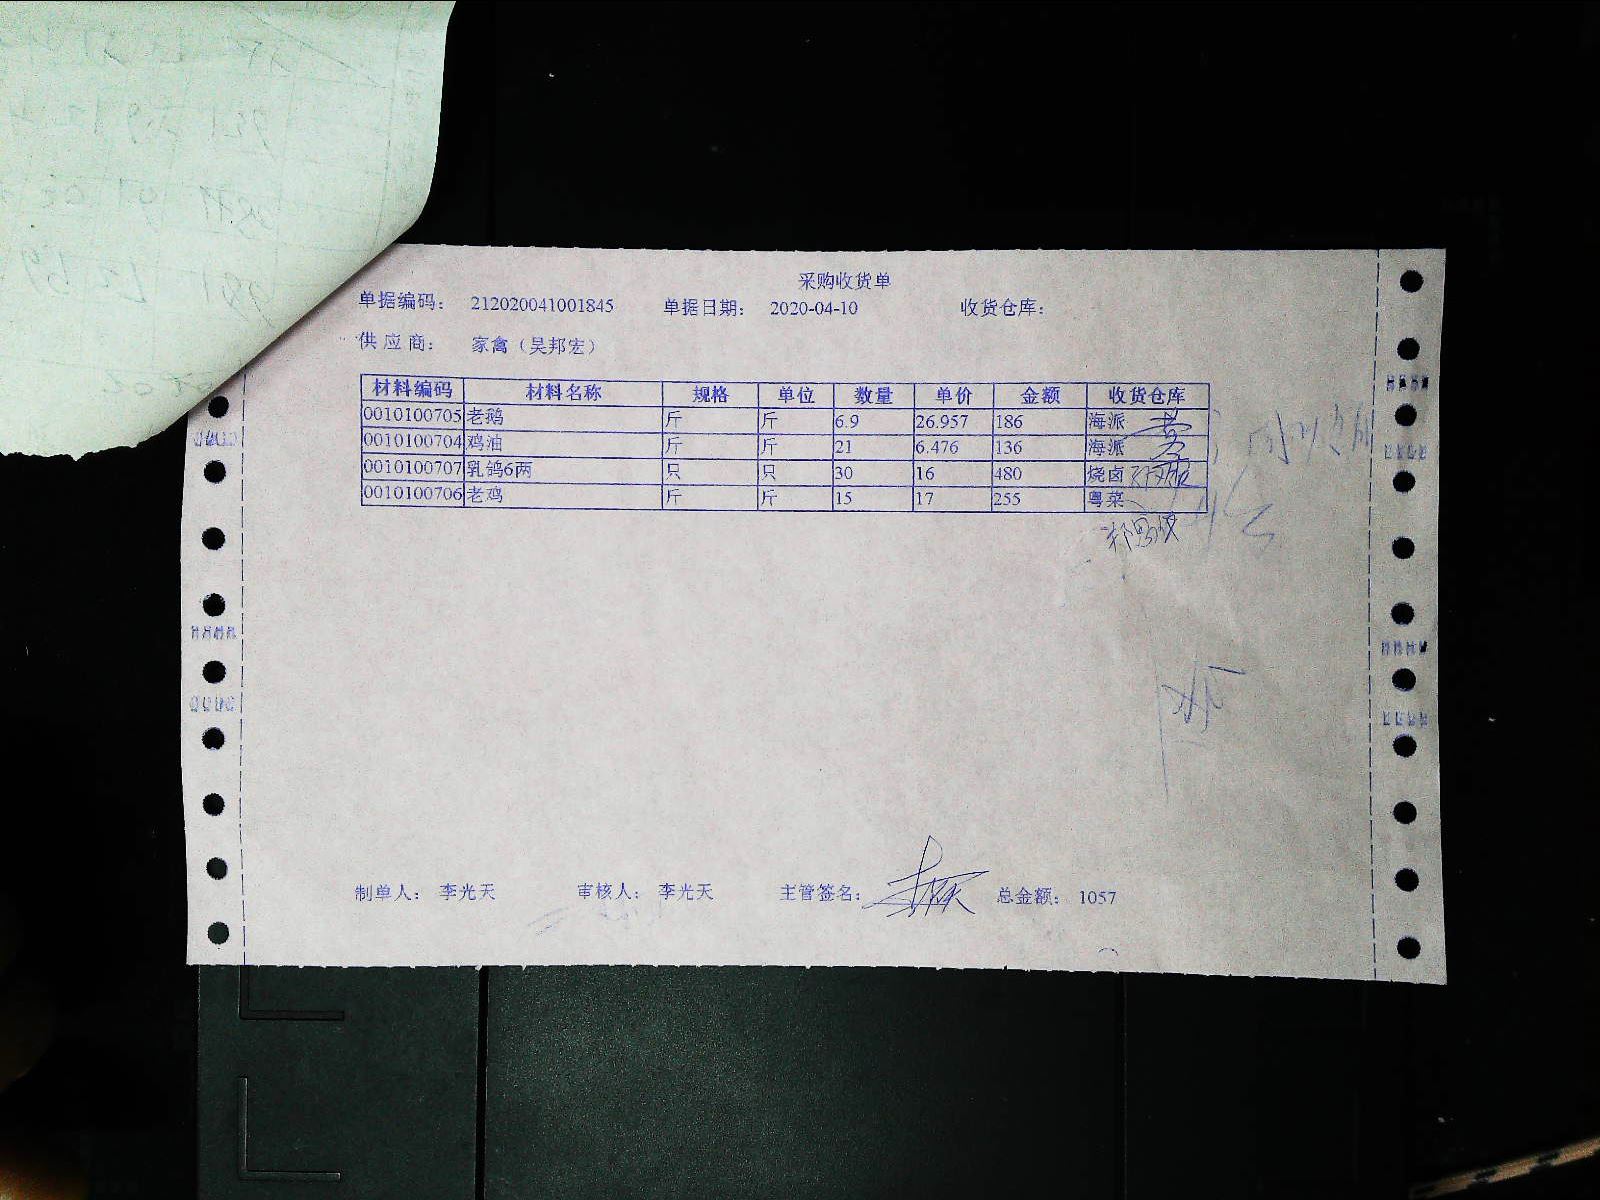 采购收货单
单据编码： 212020041001845 单据日期： 2020-04-10 收货仓库：
供应商： 家禽（吴邦宏）
材料编码 材料名称 规格 单位 数量 单价 金额 收货仓库
0010100705 老鹅 斤 斤 6.9 26.957 186 海派
0010100704 鸡油 斤 斤 21 6.476 136 海派
0010100707 乳鸽6两 只 只 30 16 480 烧卤
0010100706 老鸡 斤 斤 15 17 255 粤菜
制单人： 李光天 审核人： 李光天 主管签名： 总金额： 1057